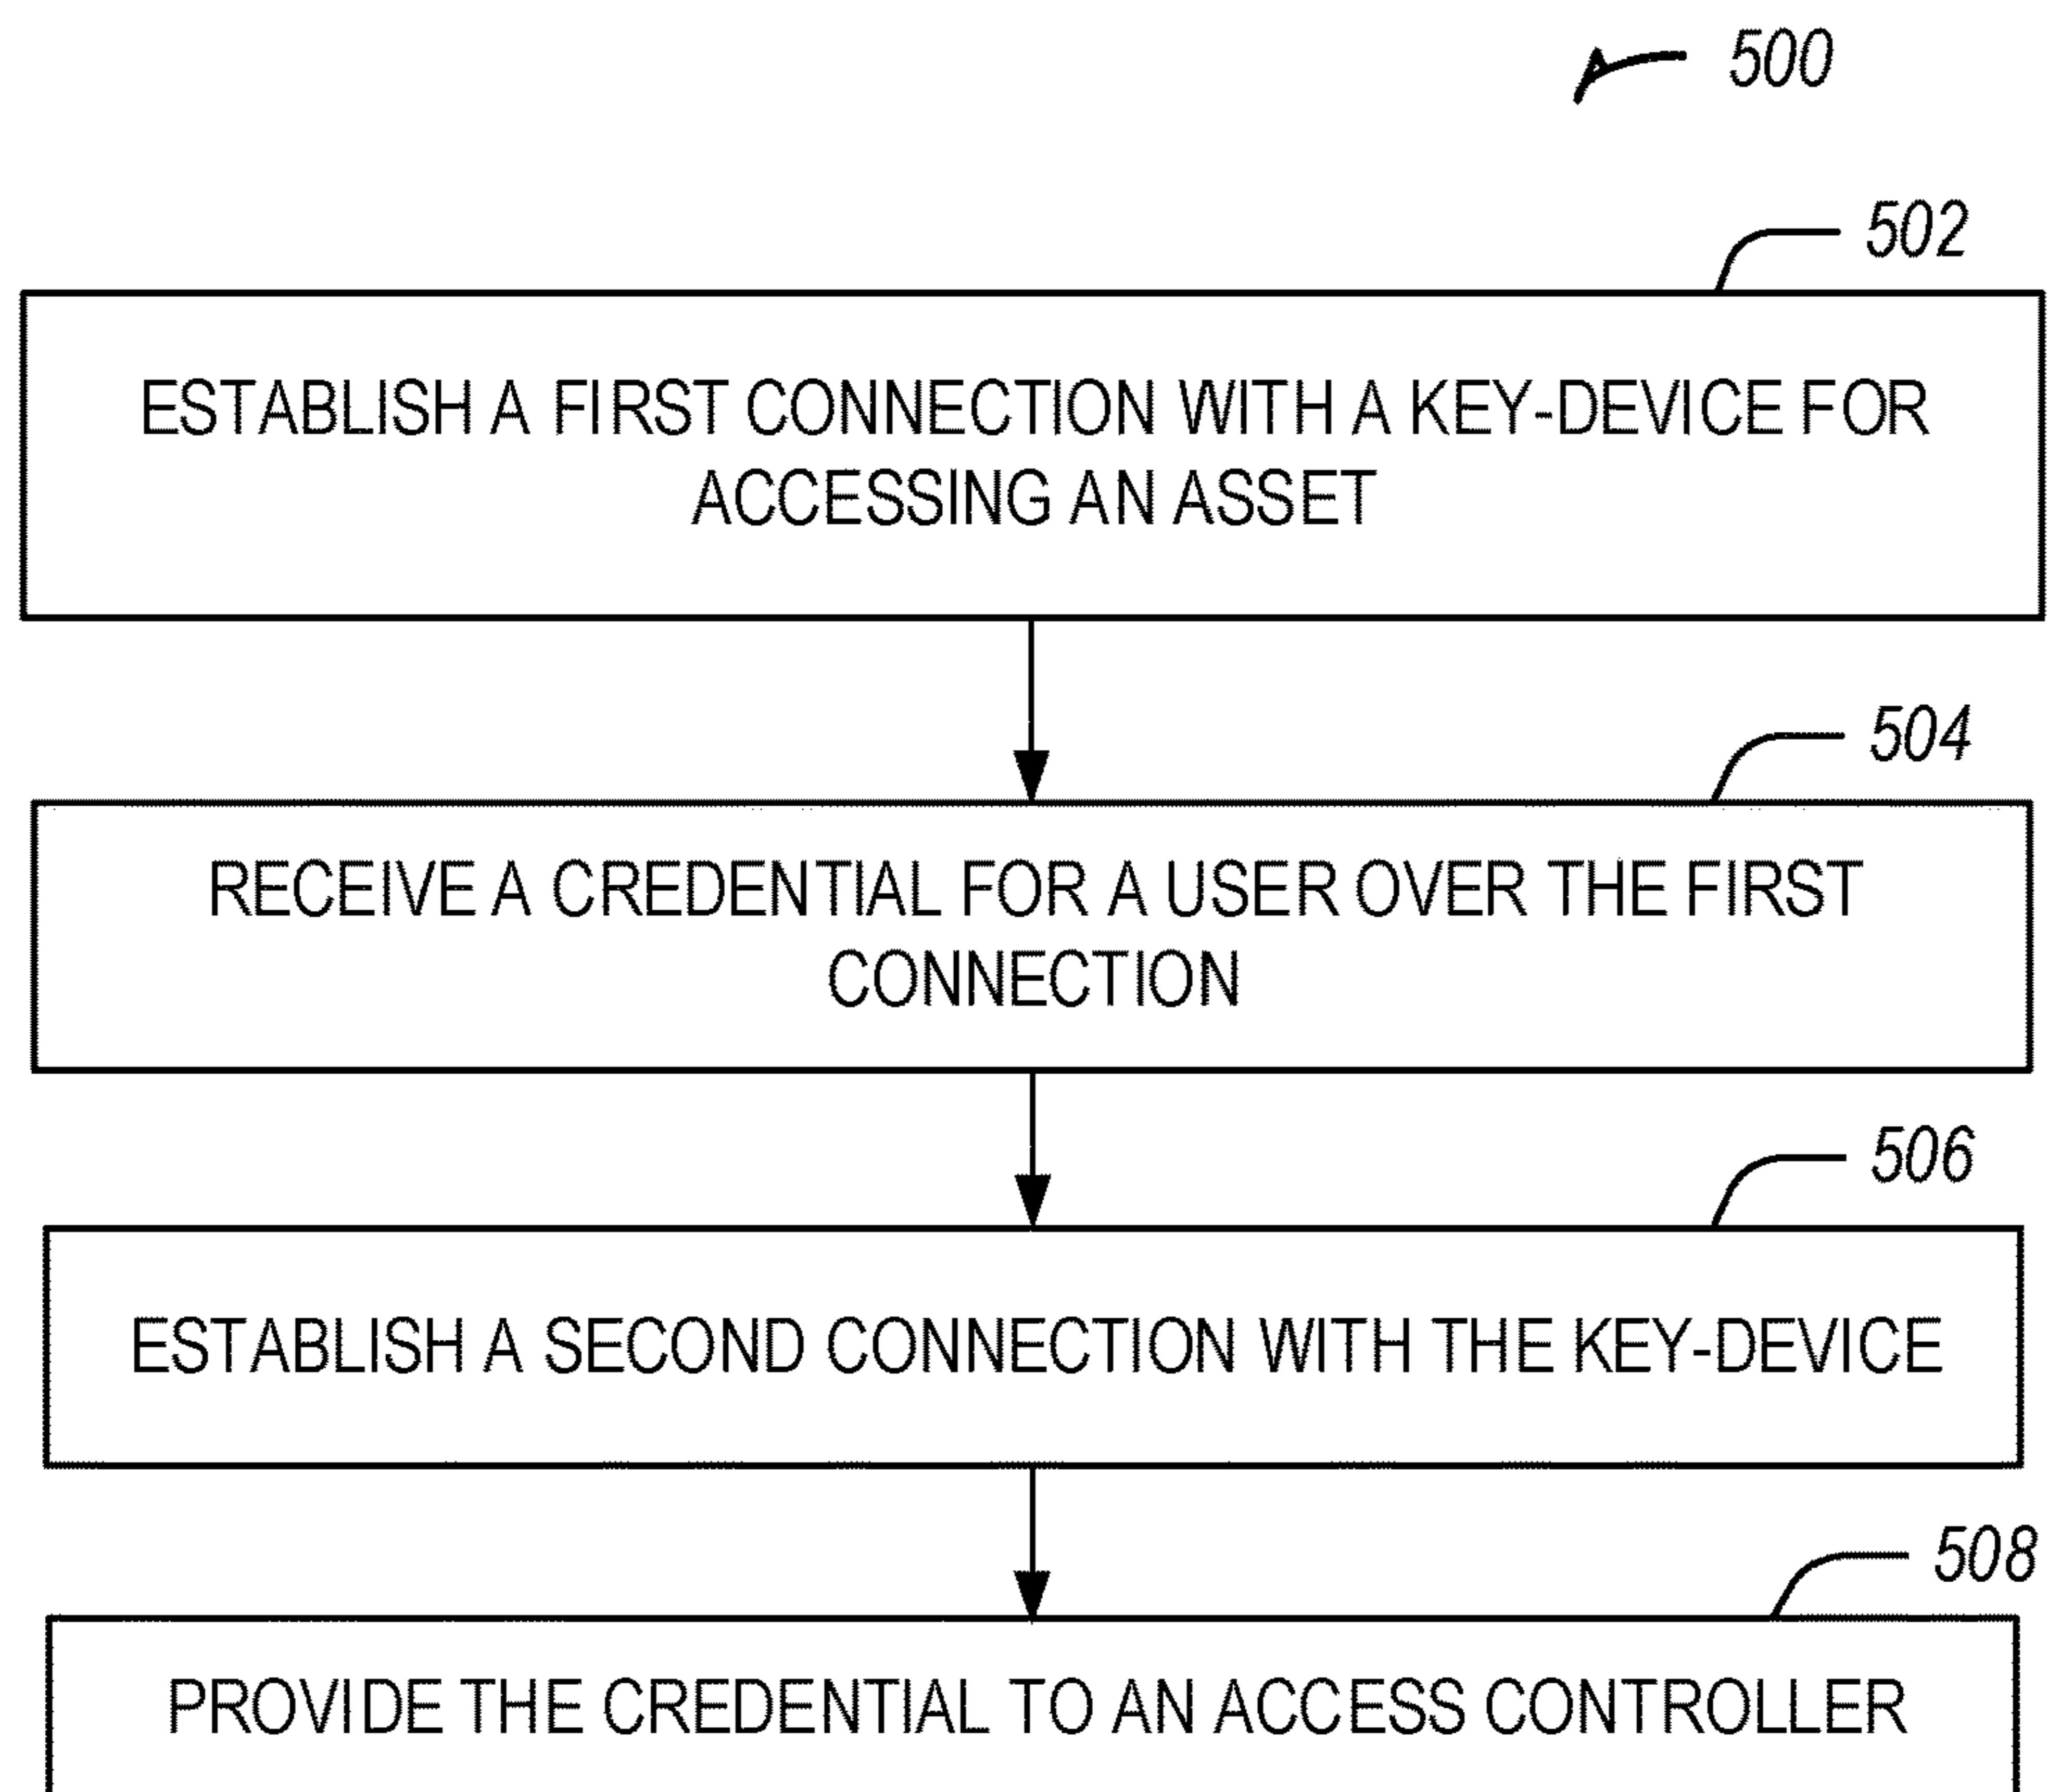 500
502
ESTABLISH A FIRST CONNECTION WITH A KEY-DEVICE FOR
ACCESSING AN ASSET
504
RECEIVE A CREDENTIAL FOR A USER OVER THE FIRST
CONNECTION
506
ESTABLISH A SECOND CONNECTION WITH THE KEY-DEVICE
508
PROVIDE THE CREDENTIAL TO AN ACCESS CONTROLLER